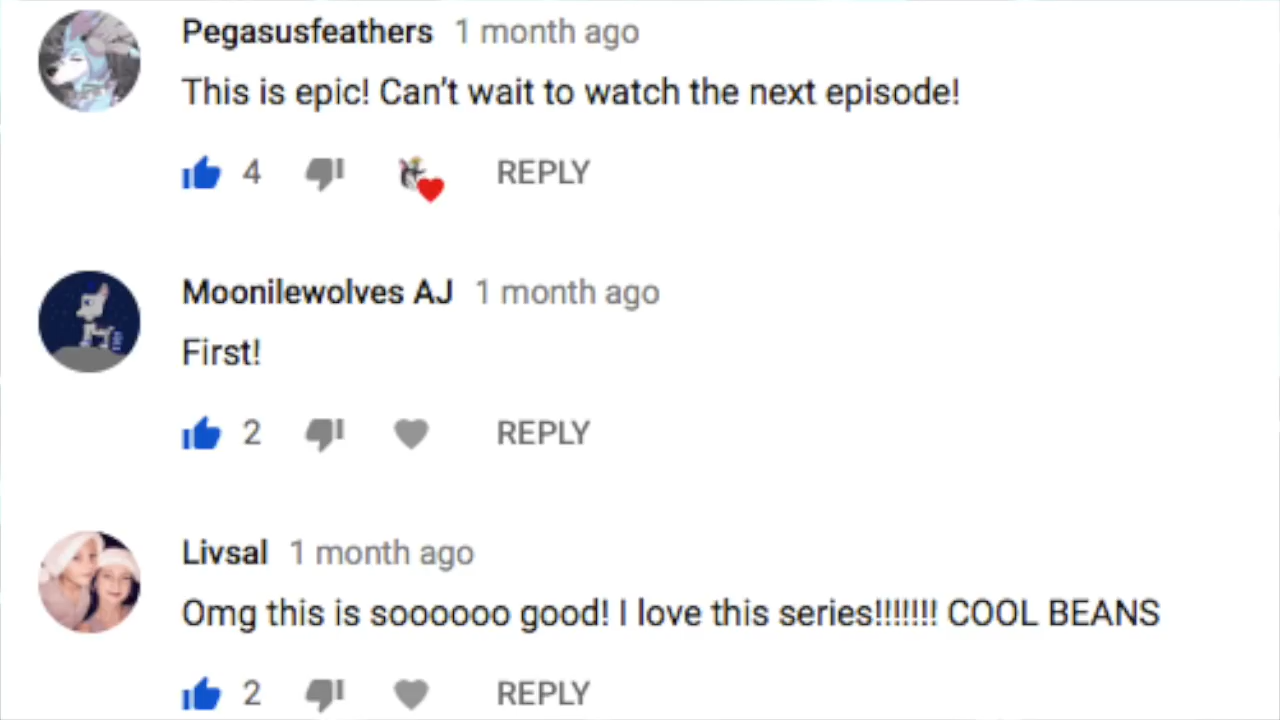 Pegasusfeathers 1 month ago
This is epic! Can't wait to watch the next episode!
4 REPLY
Moonilewolves AJ 1 month ago
First!
2 REPLY
Livsal 1 month ago
Omg this is soooooo good! I love this series!!!!!!! COOL BEANS
2 REPLY